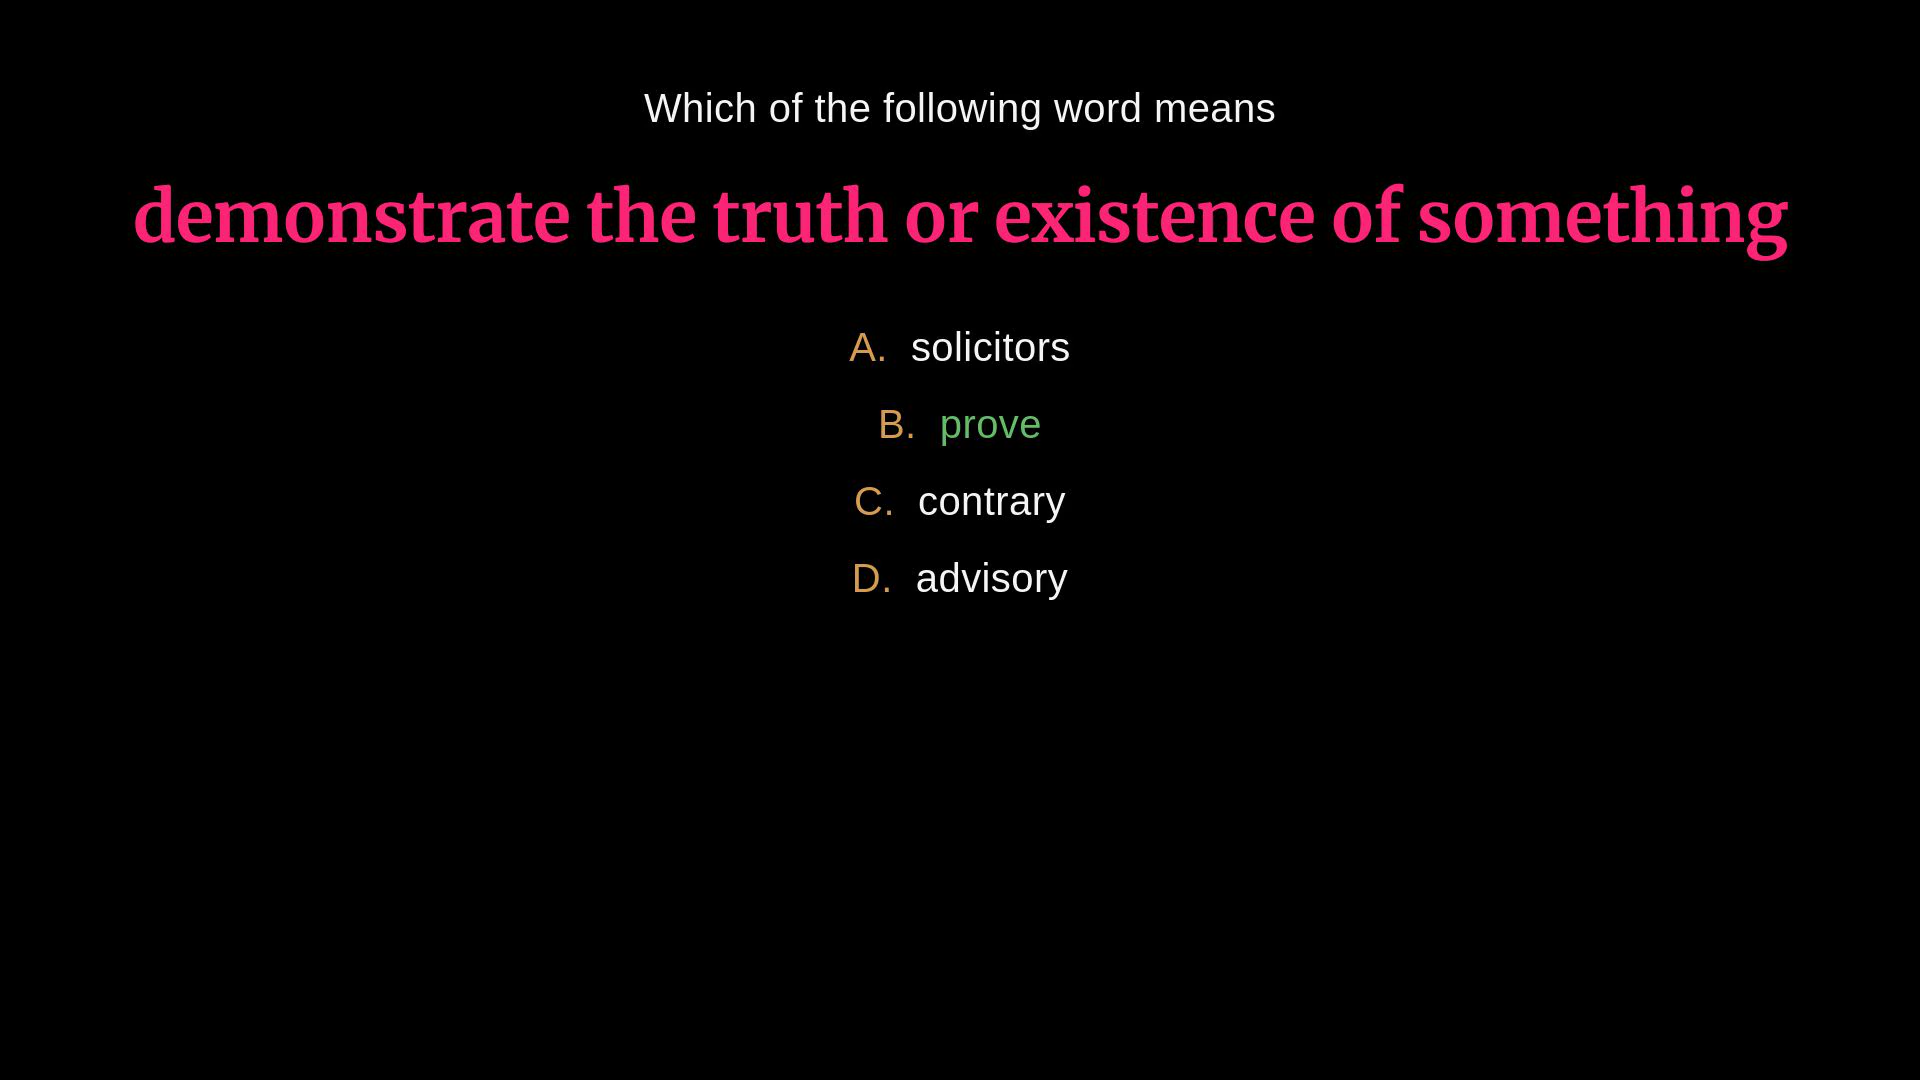 Which of the following word means
demonstrate the truth or existence of something
A. solicitors
B. prove
C. contrary
D. advisory